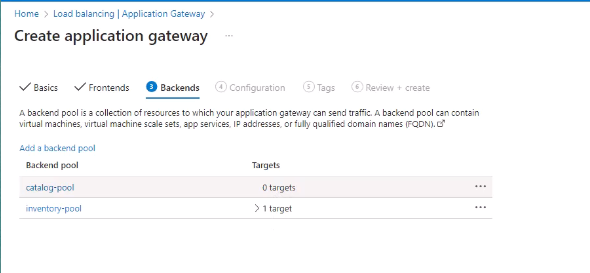 Home > Load balancing | Application Gateway >
Create application gateway ...
Basics Frontends 3 Backends 4 Configuration 5 Tags 6 Review + create
A backend pool is a collection of resources to which your application gateway can send traffic. A backend pool can contain
virtual machines, virtual machine scale sets, app services, IP addresses, or fully qualified domain names (FQDN).
Add a backend pool
Backend pool Targets
catalog-pool 0 targets ...
inventory-pool > 1 target ...